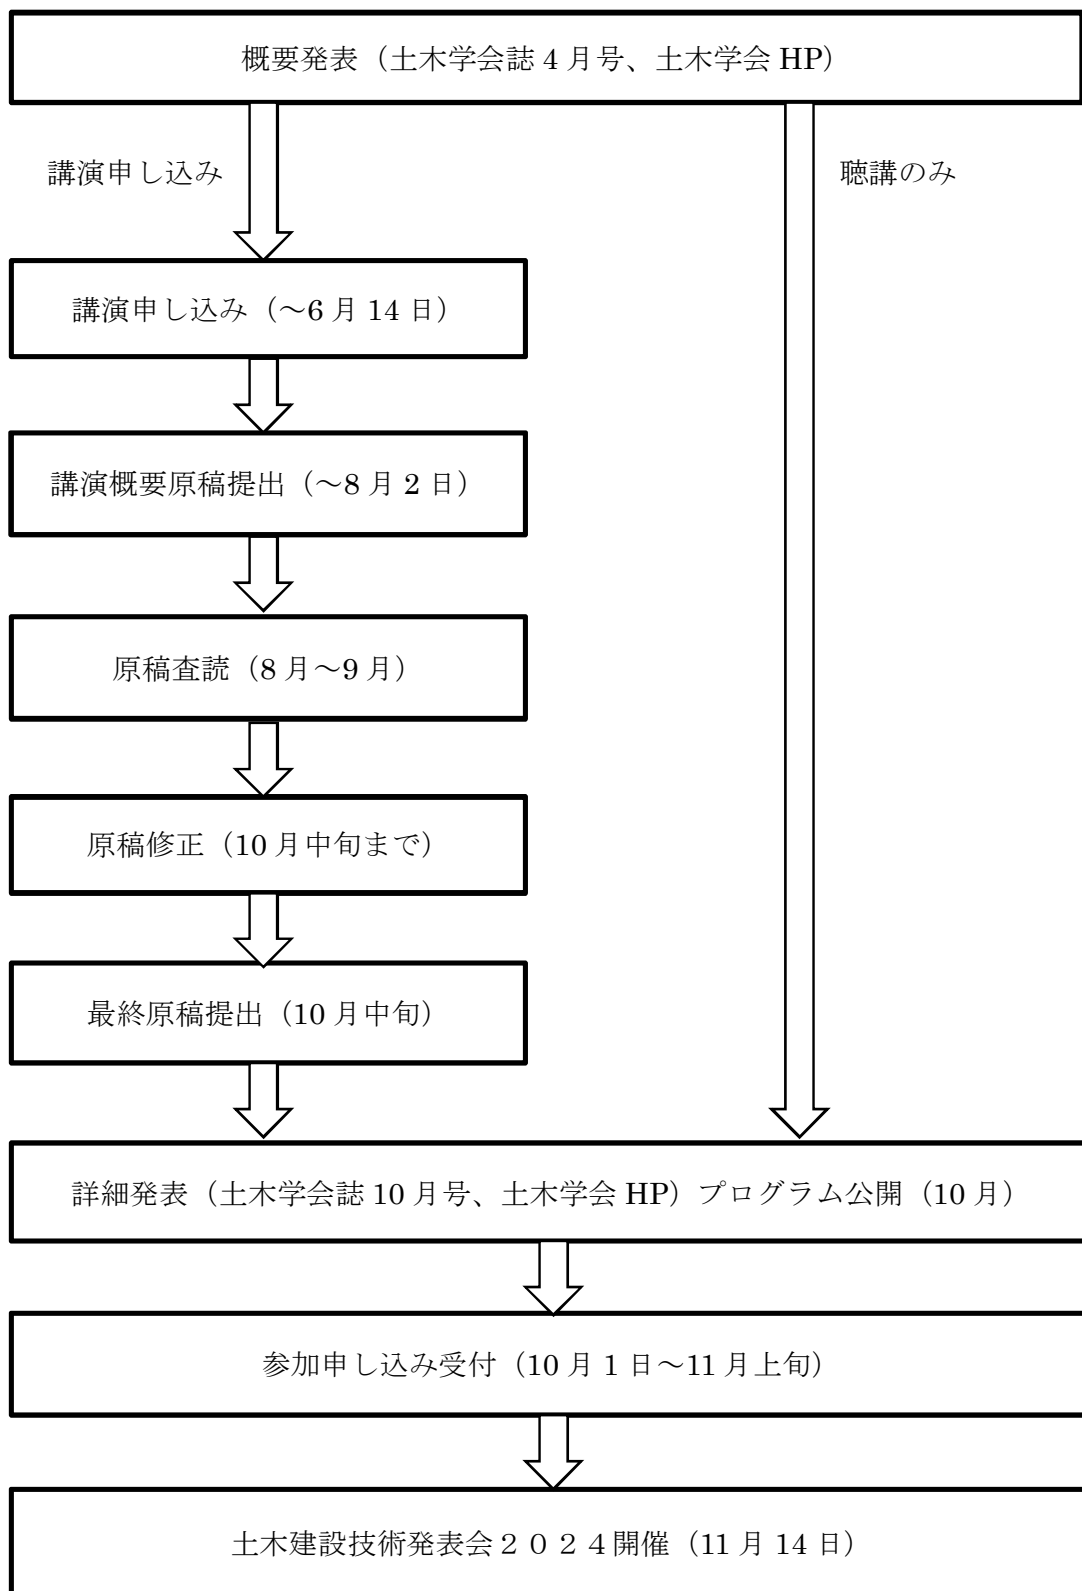 概要発表（土木学会誌 4 月号、土木学会 HP）
講演申し込み
聴講のみ
講演申し込み（～6 月 14 日）
講演概要原稿提出（～8 月 2 日）
原稿査読（8 月～9 月）
原稿修正（10 月中旬まで）
最終原稿提出（10 月中旬）
詳細発表（土木学会誌 10 月号、土木学会 HP）プログラム公開（10 月）
参加申し込み受付（10 月 1 日～11 月上旬）
土木建設技術発表会２０２４開催（11 月 14 日）